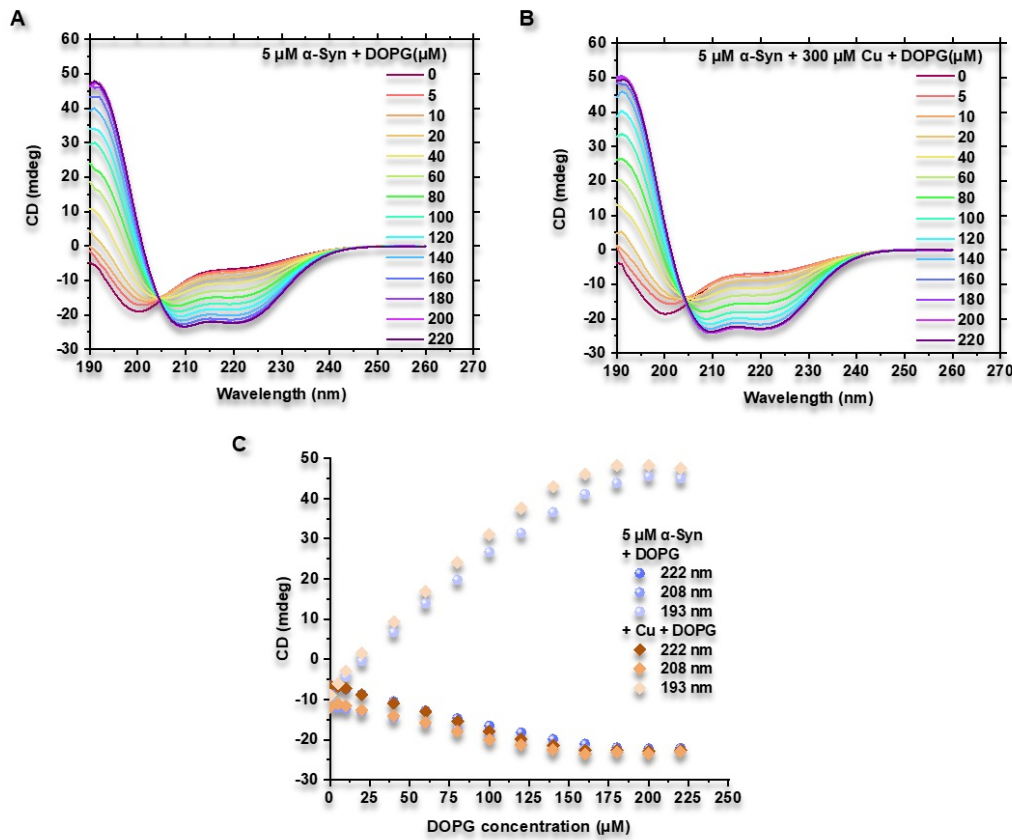 A
5 µM α-Syn + DOPG(µM)
0
5
10
20
40
60
80
100
120
140
160
180
200
220
60
50
40
30
20
10
0
-10
-20
-30
CD (mdeg)
190 200 210 220 230 240 250 260 270
Wavelength (nm)
B
5 µM α-Syn + 300 µM Cu + DOPG(µM)
0
5
10
20
40
60
80
100
120
140
160
180
200
220
60
50
40
30
20
10
0
-10
-20
-30
CD (mdeg)
190 200 210 220 230 240 250 260 270
Wavelength (nm)
C
50
40
30
20
10
0
-10
-20
-30
CD (mdeg)
5 µM α-Syn
+ DOPG
222 nm
208 nm
193 nm
+ Cu + DOPG
222 nm
208 nm
193 nm
0 25 50 75 100 125 150 175 200 225 250
DOPG concentration (µM)